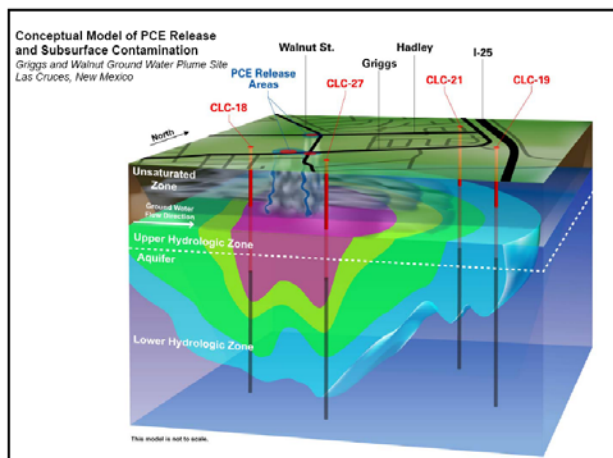 Conceptual Model of PCE Release
and Subsurface Contamination
Griggs and Walnut Ground Water Plume Site
Las Cruces, New Mexico
Walnut St.
Hadley
I-25
Griggs
PCE Release
Areas
CLC-18
CLC-27
CLC-21
CLC-19
North
Unsaturated
Zone
Ground Water
Flow Direction
Upper Hydrologic Zone
Aquifer
Lower Hydrologic Zone
This model is not to scale.